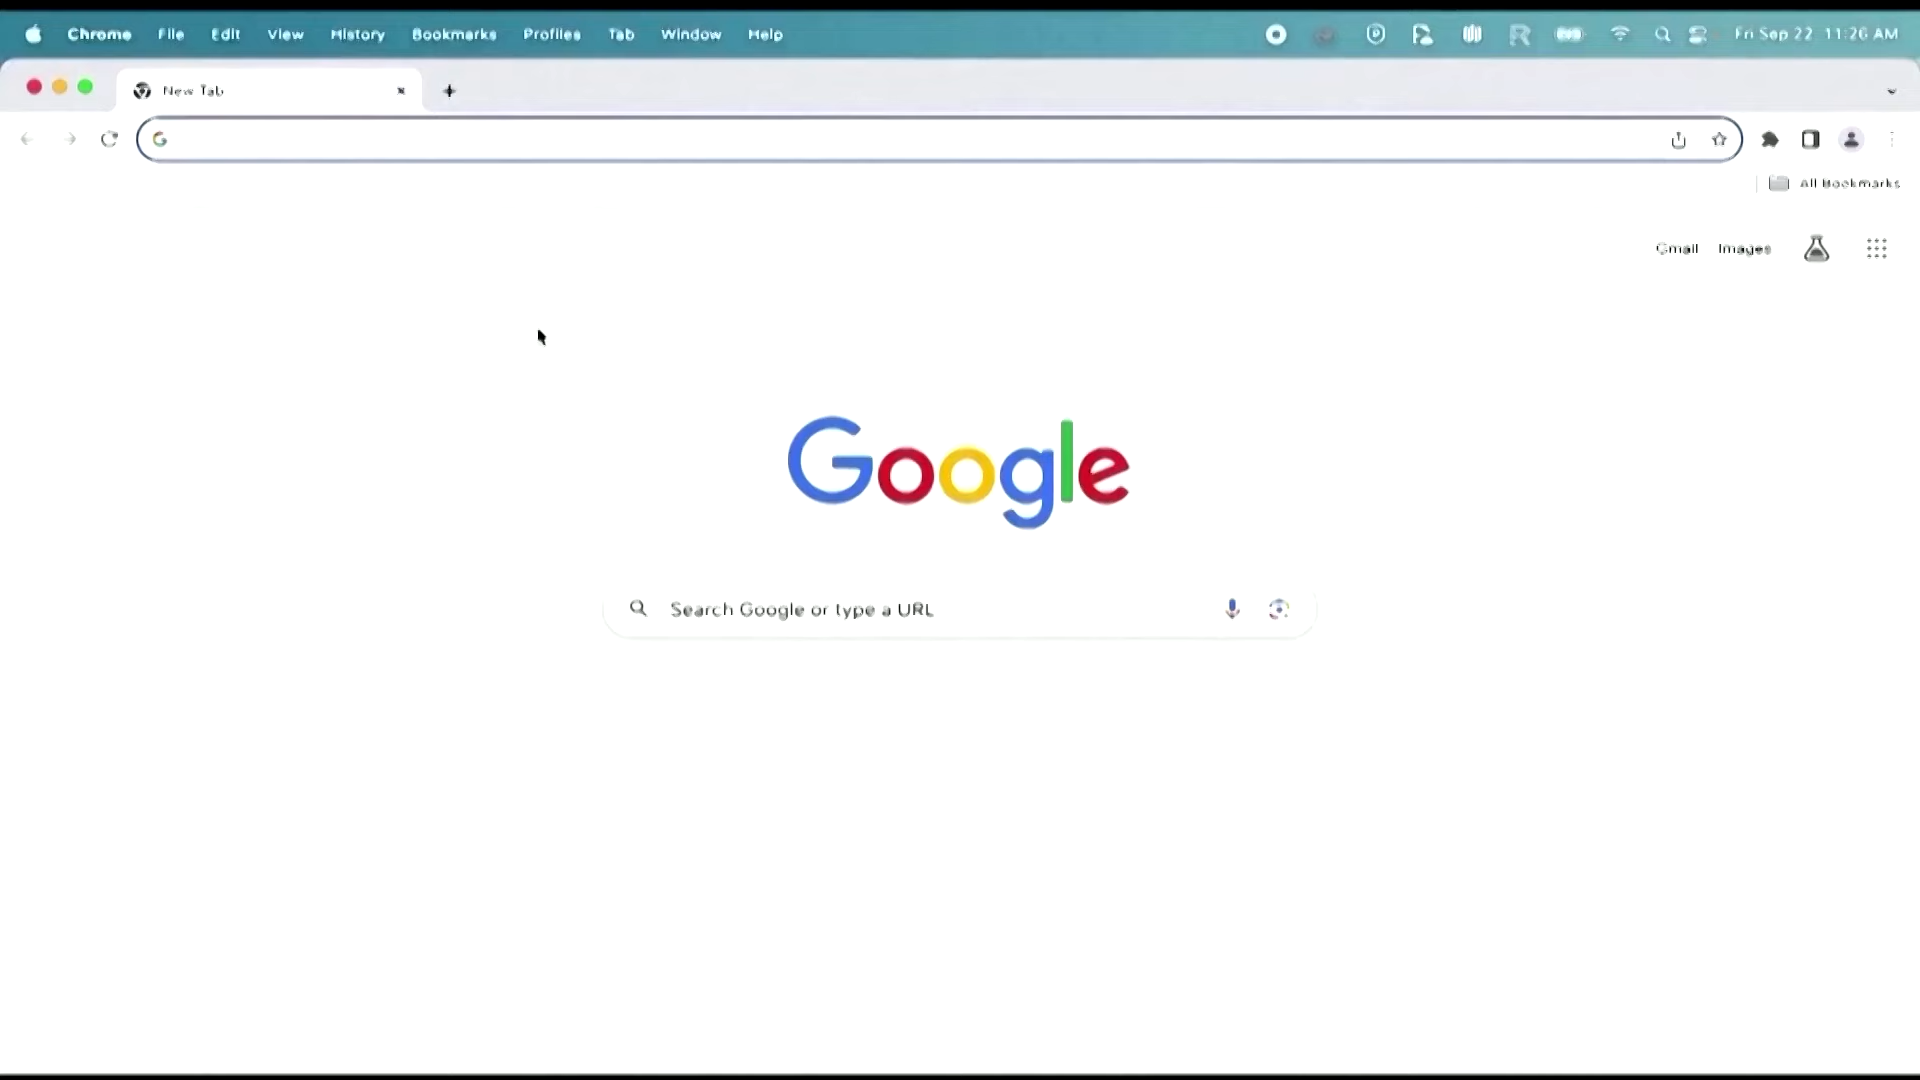 Chrome File Edit View History Bookmarks Profiles Tab Window Help Fri Sep 22 11:26 AM
New Tab
All Bookmarks
Gmail Images
Google
Search Google or type a URL